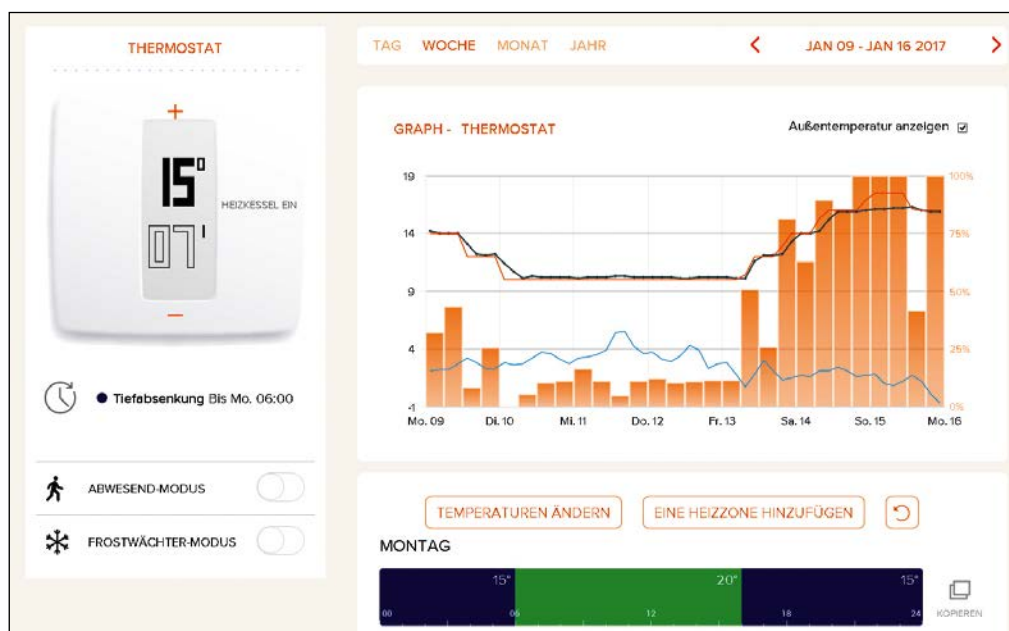 THERMOSTAT
15°
HEIZKESSEL EIN
07'
Tiefabsenkung Bis Mo. 06:00
ABWESEND-MODUS
FROSTWÄCHTER-MODUS
TAG WOCHE MONAT JAHR
JAN 09 - JAN 16 2017
GRAPH - THERMOSTAT
Außentemperatur anzeigen
19
14
9
4
-1
100%
75%
50%
25%
0%
Mo. 09 Di. 10 Mi. 11 Do. 12 Fr. 13 Sa. 14 So. 15 Mo. 16
TEMPERATUREN ÄNDERN
EINE HEIZZONE HINZUFÜGEN
MONTAG
15° 20° 15°
00 06 12 18 24
KOPIEREN